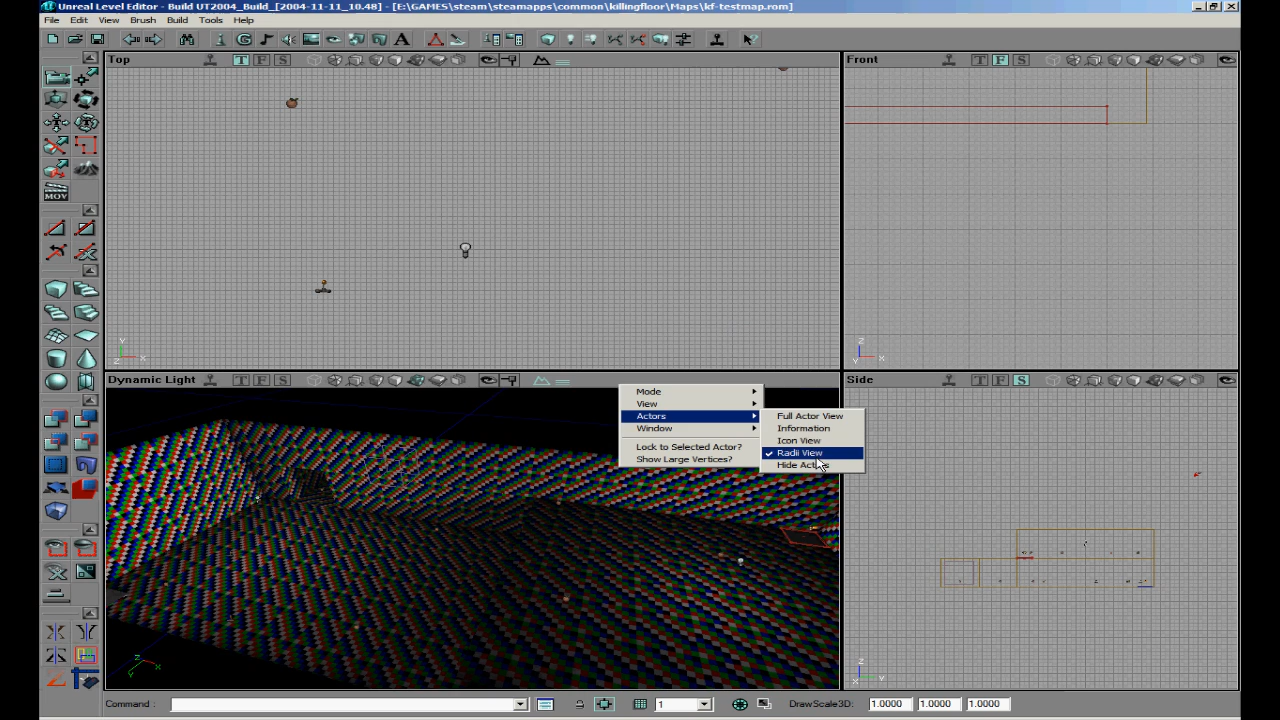 Unreal Level Editor - Build UT2004_Build_[2004-11-11_10.48] - [E:\GAMES\steam\steamapps\common\killingfloor\Maps\kf-testmap.rom]
File Edit View Brush Build Tools Help
MOV
Top T F S
Front T F S
Y
Z X
Z
Y X
Dynamic Light T F S
Side T F S
Mode
View
Actors
Window
Lock to Selected Actor?
Show Large Vertices?
Full Actor View
Information
Icon View
Radii View
Hide Actors
Z
X
Y
Z
X Y
Command : 1 DrawScale3D: 1.0000 1.0000 1.0000